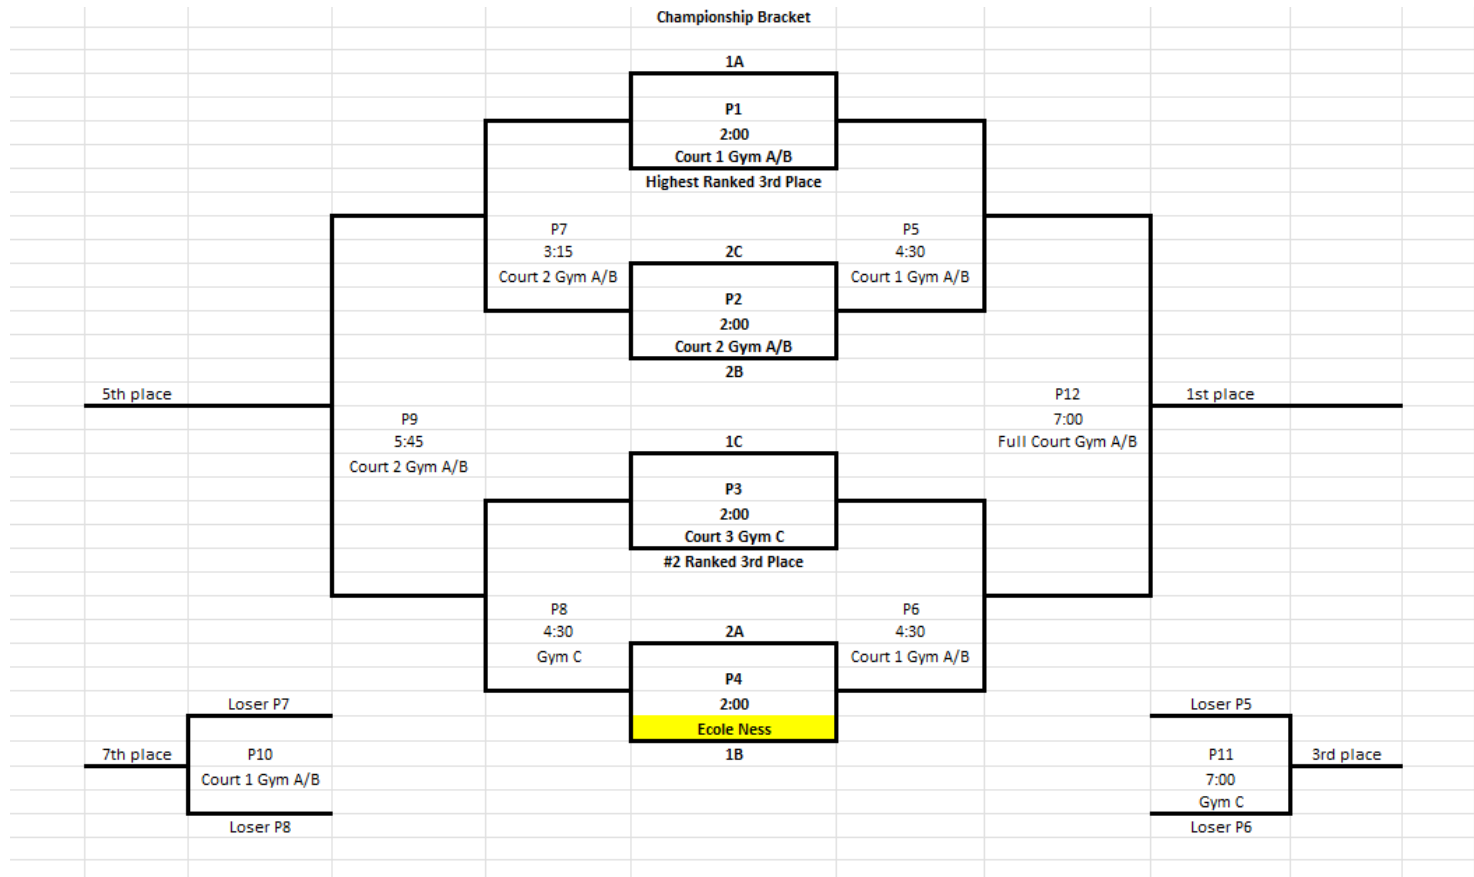 Championship Bracket
1A
P1
2:00
Court 1 Gym A/B
Highest Ranked 3rd Place
P7
3:15
Court 2 Gym A/B
P5
4:30
Court 1 Gym A/B
2C
P2
2:00
Court 2 Gym A/B
2B
5th place
P9
5:45
Court 2 Gym A/B
P12
7:00
Full Court Gym A/B
1st place
1C
P3
2:00
Court 3 Gym C
#2 Ranked 3rd Place
P8
4:30
Gym C
P6
4:30
Court 1 Gym A/B
2A
P4
2:00
Ecole Ness
1B
Loser P7
7th place
P10
Court 1 Gym A/B
Loser P8
Loser P5
P11
7:00
Gym C
3rd place
Loser P6